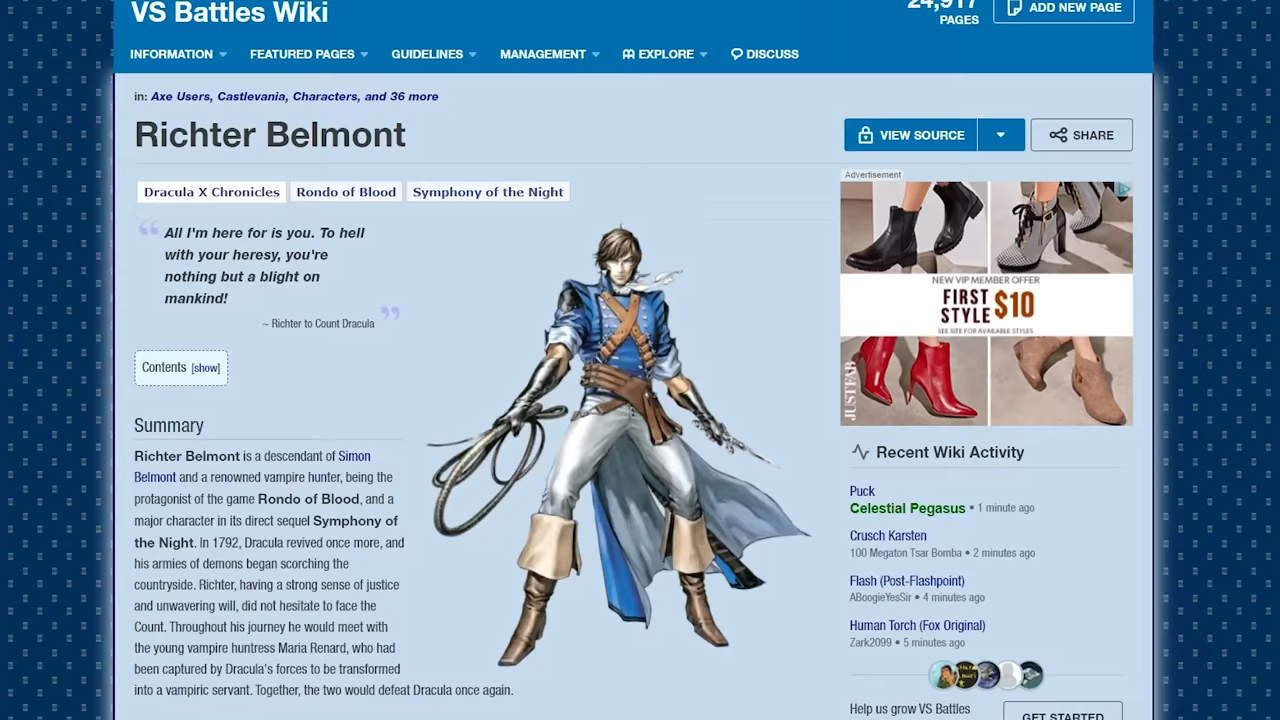 VS Battles Wiki
24,917
PAGES
ADD NEW PAGE
INFORMATION
FEATURED PAGES
GUIDELINES
MANAGEMENT
EXPLORE
DISCUSS
in: Axe Users, Castlevania, Characters, and 36 more
Richter Belmont
VIEW SOURCE
SHARE
Dracula X Chronicles
Rondo of Blood
Symphony of the Night
“ All I'm here for is you. To hell
with your heresy, you're
nothing but a blight on
mankind!
”
~ Richter to Count Dracula
Contents [show]
Summary
Richter Belmont is a descendant of Simon
Belmont and a renowned vampire hunter, being the
protagonist of the game Rondo of Blood, and a
major character in its direct sequel Symphony of
the Night. In 1792, Dracula revived once more, and
his armies of demons began scorching the
countryside. Richter, having a strong sense of justice
and unwavering will, did not hesitate to face the
Count. Throughout his journey he would meet with
the young vampire huntress Maria Renard, who had
been captured by Dracula's forces to be transformed
into a vampiric servant. Together, the two would defeat Dracula once again.
Advertisement
NEW VIP MEMBER OFFER
FIRST
STYLE $10
SEE SITE FOR AVAILABLE STYLES
JUSTFAB
Recent Wiki Activity
Puck
Celestial Pegasus • 1 minute ago
Crusch Karsten
100 Megaton Tsar Bomba • 2 minutes ago
Flash (Post-Flashpoint)
ABoogieYesSir • 4 minutes ago
Human Torch (Fox Original)
Zark2099 • 5 minutes ago
Help us grow VS Battles
GET STARTED